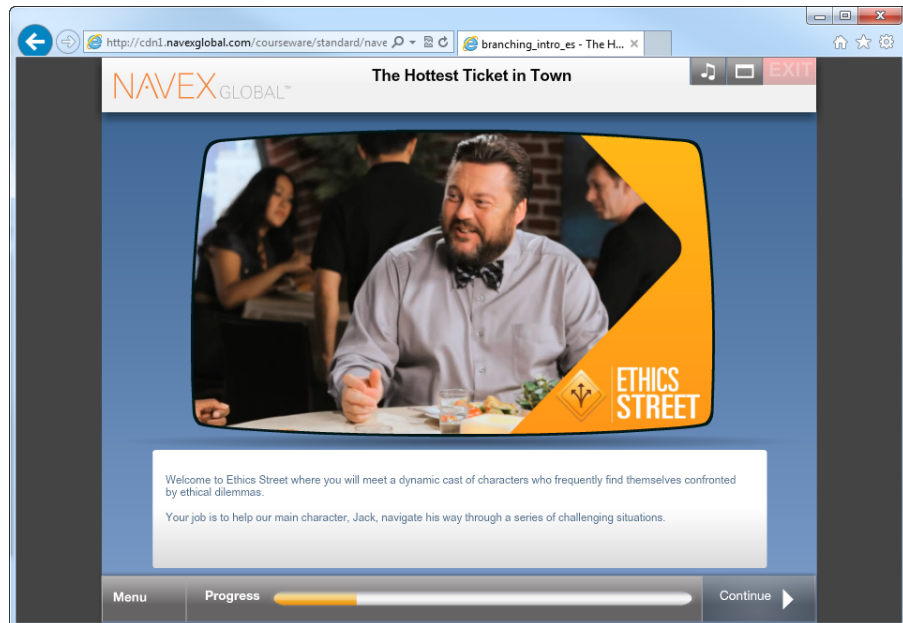 http://cdn1.navexglobal.com/courseware/standard/nave
branching_intro_es - The H...
NAVEX GLOBAL™
The Hottest Ticket in Town
EXIT
ETHICS
STREET
Welcome to Ethics Street where you will meet a dynamic cast of characters who frequently find themselves confronted
by ethical dilemmas.
Your job is to help our main character, Jack, navigate his way through a series of challenging situations.
Menu
Progress
Continue